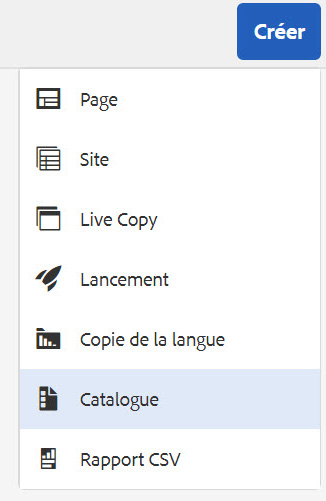 Créer
Page
Site
Live Copy
Lancement
Copie de la langue
Catalogue
Rapport CSV